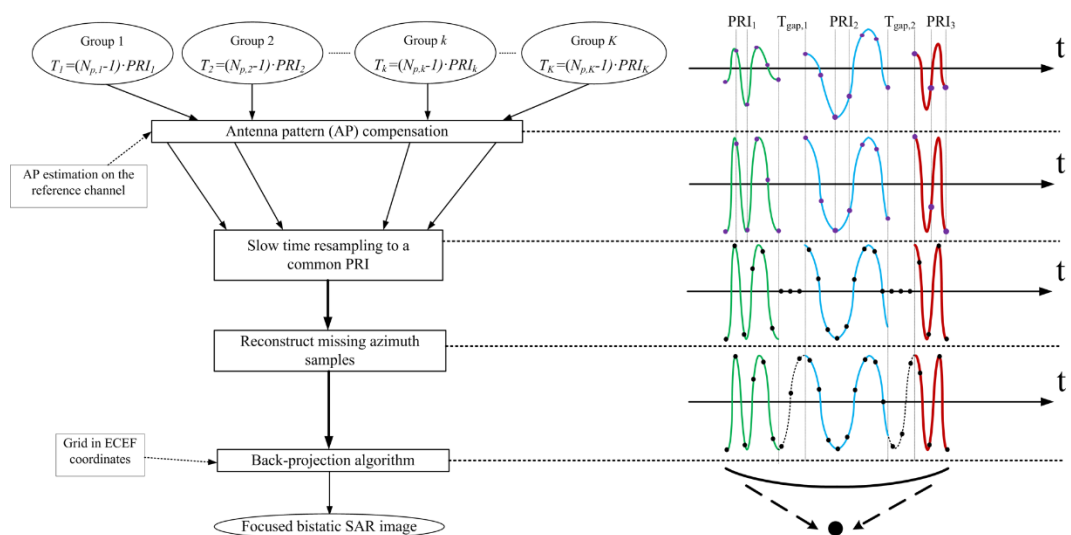 Group 1
T1=(Np,1-1)·PRI1
Group 2
T2=(Np,2-1)·PRI2
Group k
Tk=(Np,k-1)·PRIk
Group K
TK=(Np,K-1)·PRIK
PRI1
Tgap,1
PRI2
Tgap,2
PRI3
t
Antenna pattern (AP) compensation
AP estimation on the
reference channel
t
Slow time resampling to a
common PRI
t
Reconstruct missing azimuth
samples
t
Grid in ECEF
coordinates
Back-projection algorithm
Focused bistatic SAR image